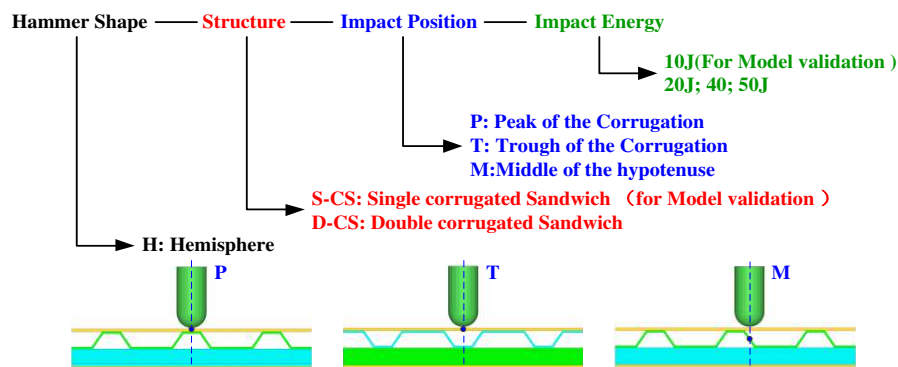 Hammer Shape — Structure — Impact Position — Impact Energy
10J(For Model validation )
20J; 40; 50J
P: Peak of the Corrugation
T: Trough of the Corrugation
M:Middle of the hypotenuse
S-CS: Single corrugated Sandwich （for Model validation ）
D-CS: Double corrugated Sandwich
H: Hemisphere
P T M